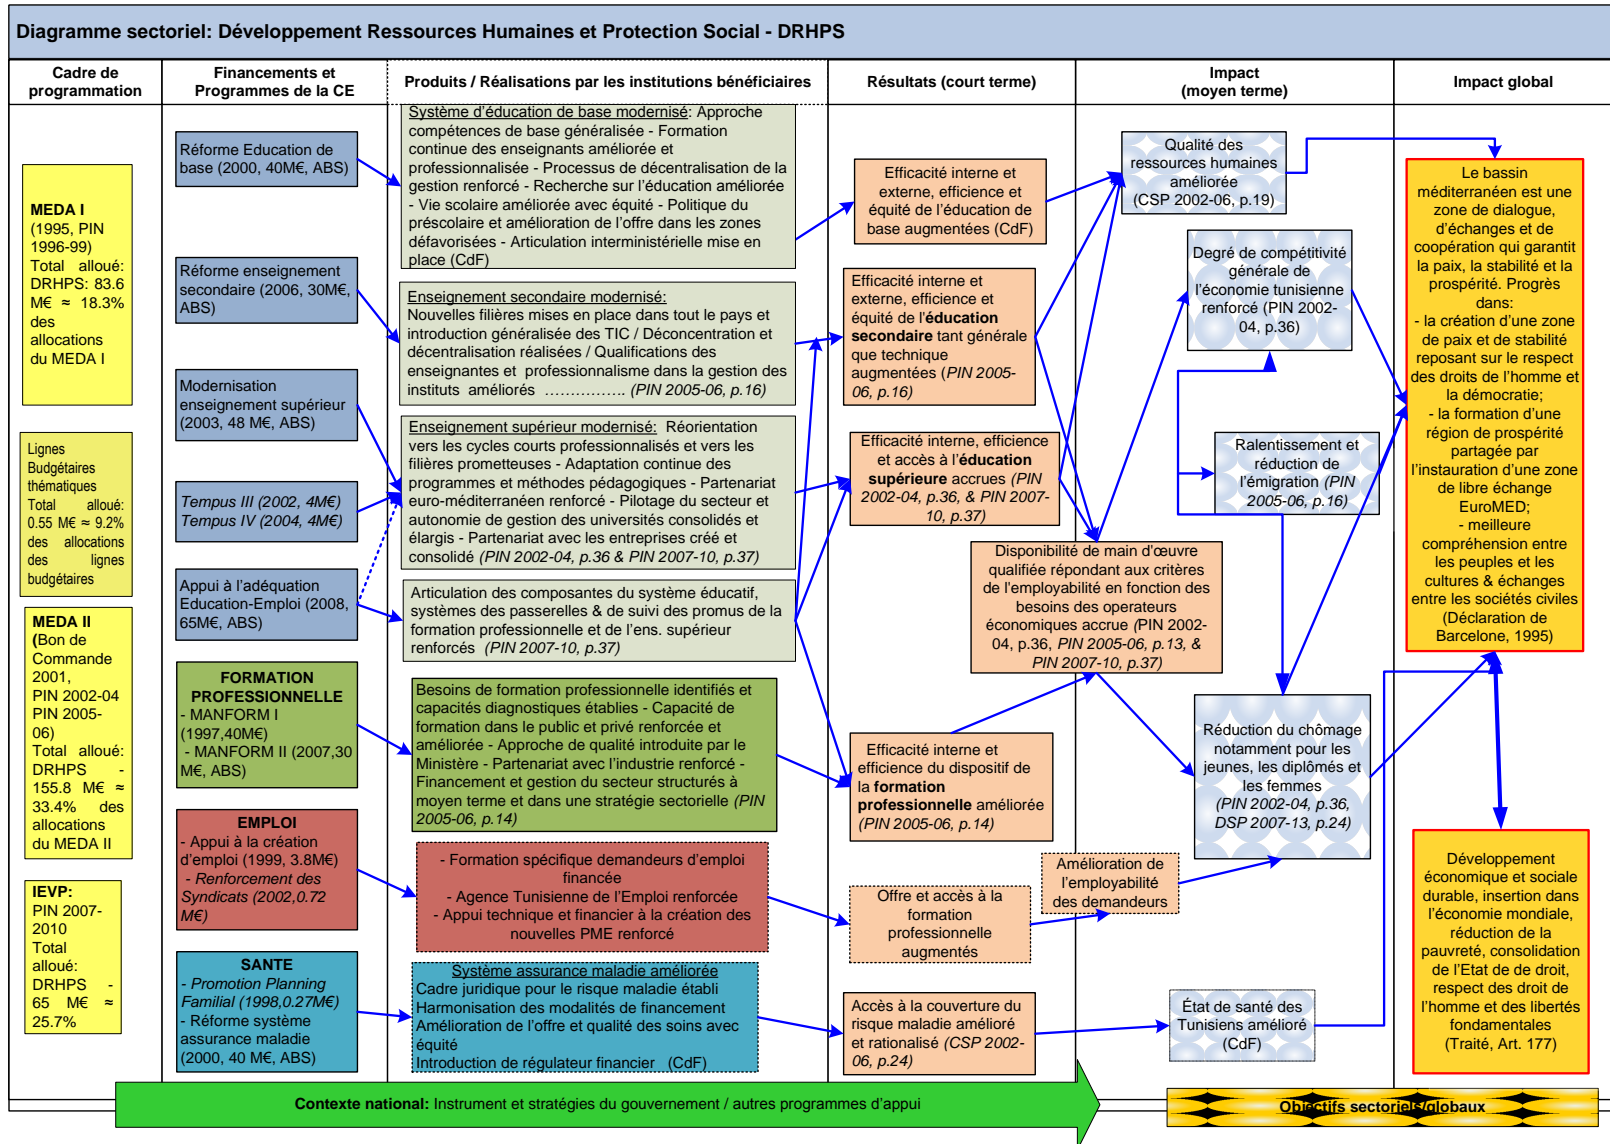 Diagramme sectoriel: Développement Ressources Humaines et Protection Social - DRHPS
Cadre de
programmation
Financements et
Programmes de la CE
Produits / Réalisations par les institutions bénéficiaires
Résultats (court terme)
Impact
(moyen terme)
Impact global
MEDA I
(1995, PIN
1996-99)
Total alloué:
DRHPS: 83.6
M€ ≈ 18.3%
des
allocations
du MEDA I
Lignes
Budgétaires
thématiques
Total alloué:
0.55 M€ ≈ 9.2%
des allocations
des lignes
budgétaires
MEDA II
(Bon de
Commande
2001,
PIN 2002-04
PIN 2005-
06)
Total alloué:
DRHPS -
155.8 M€ ≈
33.4% des
allocations
du MEDA II
IEVP:
PIN 2007-
2010
Total
alloué:
DRHPS -
65 M€ ≈
25.7%
Réforme Education de
base (2000, 40M€, ABS)
Réforme enseignement
secondaire (2006, 30M€,
ABS)
Modernisation
enseignement supérieur
(2003, 48 M€, ABS)
Tempus III (2002, 4M€)
Tempus IV (2004, 4M€)
Appui à l'adéquation
Education-Emploi (2008,
65M€, ABS)
FORMATION
PROFESSIONNELLE
- MANFORM I
(1997,40M€)
- MANFORM II (2007,30
M€, ABS)
EMPLOI
- Appui à la création
d'emploi (1999, 3.8M€)
- Renforcement des
Syndicats (2002,0.72
M€)
SANTE
- Promotion Planning
Familial (1998,0.27M€)
- Réforme système
assurance maladie
(2000, 40 M€, ABS)
Système d'éducation de base modernisé: Approche
compétences de base généralisée - Formation
continue des enseignants améliorée et
professionnalisée - Processus de décentralisation de la
gestion renforcé - Recherche sur l'éducation améliorée
- Vie scolaire améliorée avec équité - Politique du
préscolaire et amélioration de l'offre dans les zones
défavorisées - Articulation interministérielle mise en
place (CdF)
Enseignement secondaire modernisé:
Nouvelles filières mises en place dans tout le pays et
introduction généralisée des TIC / Déconcentration et
décentralisation réalisées / Qualifications des
enseignantes et professionalisme dans la gestion des
instituts améliorés ................ (PIN 2005-06, p.16)
Enseignement supérieur modernisé: Réorientation
vers les cycles courts professionnalisés et vers les
filières prometteuses - Adaptation continue des
programmes et méthodes pédagogiques - Partenariat
euro-méditerranéen renforcé - Pilotage du secteur et
autonomie de gestion des universités consolidés et
élargis - Partenariat avec les entreprises créé et
consolidé (PIN 2002-04, p.36 & PIN 2007-10, p.37)
Articulation des composantes du système éducatif,
systèmes des passerelles & de suivi des promus de la
formation professionnelle et de l'ens. supérieur
renforcés (PIN 2007-10, p.37)
Besoins de formation professionnelle identifiés et
capacités diagnostiques établies - Capacité de
formation dans le public et privé renforcée et
améliorée - Approche de qualité introduite par le
Ministère - Partenariat avec l'industrie renforcé -
Financement et gestion du secteur structurés à
moyen terme et dans une stratégie sectorielle (PIN
2005-06, p.14)
- Formation spécifique demandeurs d'emploi
financée
- Agence Tunisienne de l'Emploi renforcée
- Appui technique et financier à la création des
nouvelles PME renforcé
Système assurance maladie améliorée
Cadre juridique pour le risque maladie établi
Harmonisation des modalités de financement
Amélioration de l'offre et qualité des soins avec
équité
Introduction de régulateur financier (CdF)
Efficacité interne et
externe, efficience et
équité de l'éducation de
base augmentées (CdF)
Efficacité interne et
externe, efficience et
équité de l'éducation
secondaire tant générale
que technique
augmentées (PIN 2005-
06, p.16)
Efficacité interne, efficience
et accès à l'éducation
supérieure accrues (PIN
2002-04, p.36, & PIN 2007-
10, p.37)
Disponibilité de main d'œuvre
qualifiée répondant aux critères
de l'employabilité en fonction des
besoins des operateurs
économiques accrue (PIN 2002-
04, p.36, PIN 2005-06, p.13, &
PIN 2007-10, p.37)
Efficacité interne et
efficience du dispositif de
la formation
professionnelle améliorée
(PIN 2005-06, p.14)
Offre et accès à la
formation
professionnelle
augmentés
Amélioration de
l'employabilité
des demandeurs
Accès à la couverture du
risque maladie amélioré
et rationalisé (CSP 2002-
06, p.24)
Qualité des
ressources humaines
améliorée
(CSP 2002-06, p.19)
Degré de compétitivité
générale de
l'économie tunisienne
renforcé (PIN 2002-
04, p.36)
Ralentissement et
réduction de
l'émigration (PIN
2005-06, p.16)
Réduction du chômage
notamment pour les
jeunes, les diplômés et
les femmes
(PIN 2002-04, p.36,
DSP 2007-13, p.24)
État de santé des
Tunisiens amélioré
(CdF)
Le bassin
méditerranéen est une
zone de dialogue,
d'échanges et de
coopération qui garantit
la paix, la stabilité et la
prospérité. Progrès
dans:
- la création d'une zone
de paix et de stabilité
reposant sur le respect
des droits de l'homme et
la démocratie;
- la formation d'une
région de prospérité
partagée par
l'instauration d'une zone
de libre échange
EuroMED;
- meilleure
compréhension entre
les peuples et les
cultures & échanges
entre les sociétés civiles
(Déclaration de
Barcelone, 1995)
Développement
économique et sociale
durable, insertion dans
l'économie mondiale,
réduction de la
pauvreté, consolidation
de l'Etat de de droit,
respect des droit de
l'homme et des libertés
fondamentales
(Traité, Art. 177)
Contexte national: Instrument et stratégies du gouvernement / autres programmes d'appui
Objectifs sectoriels/globaux